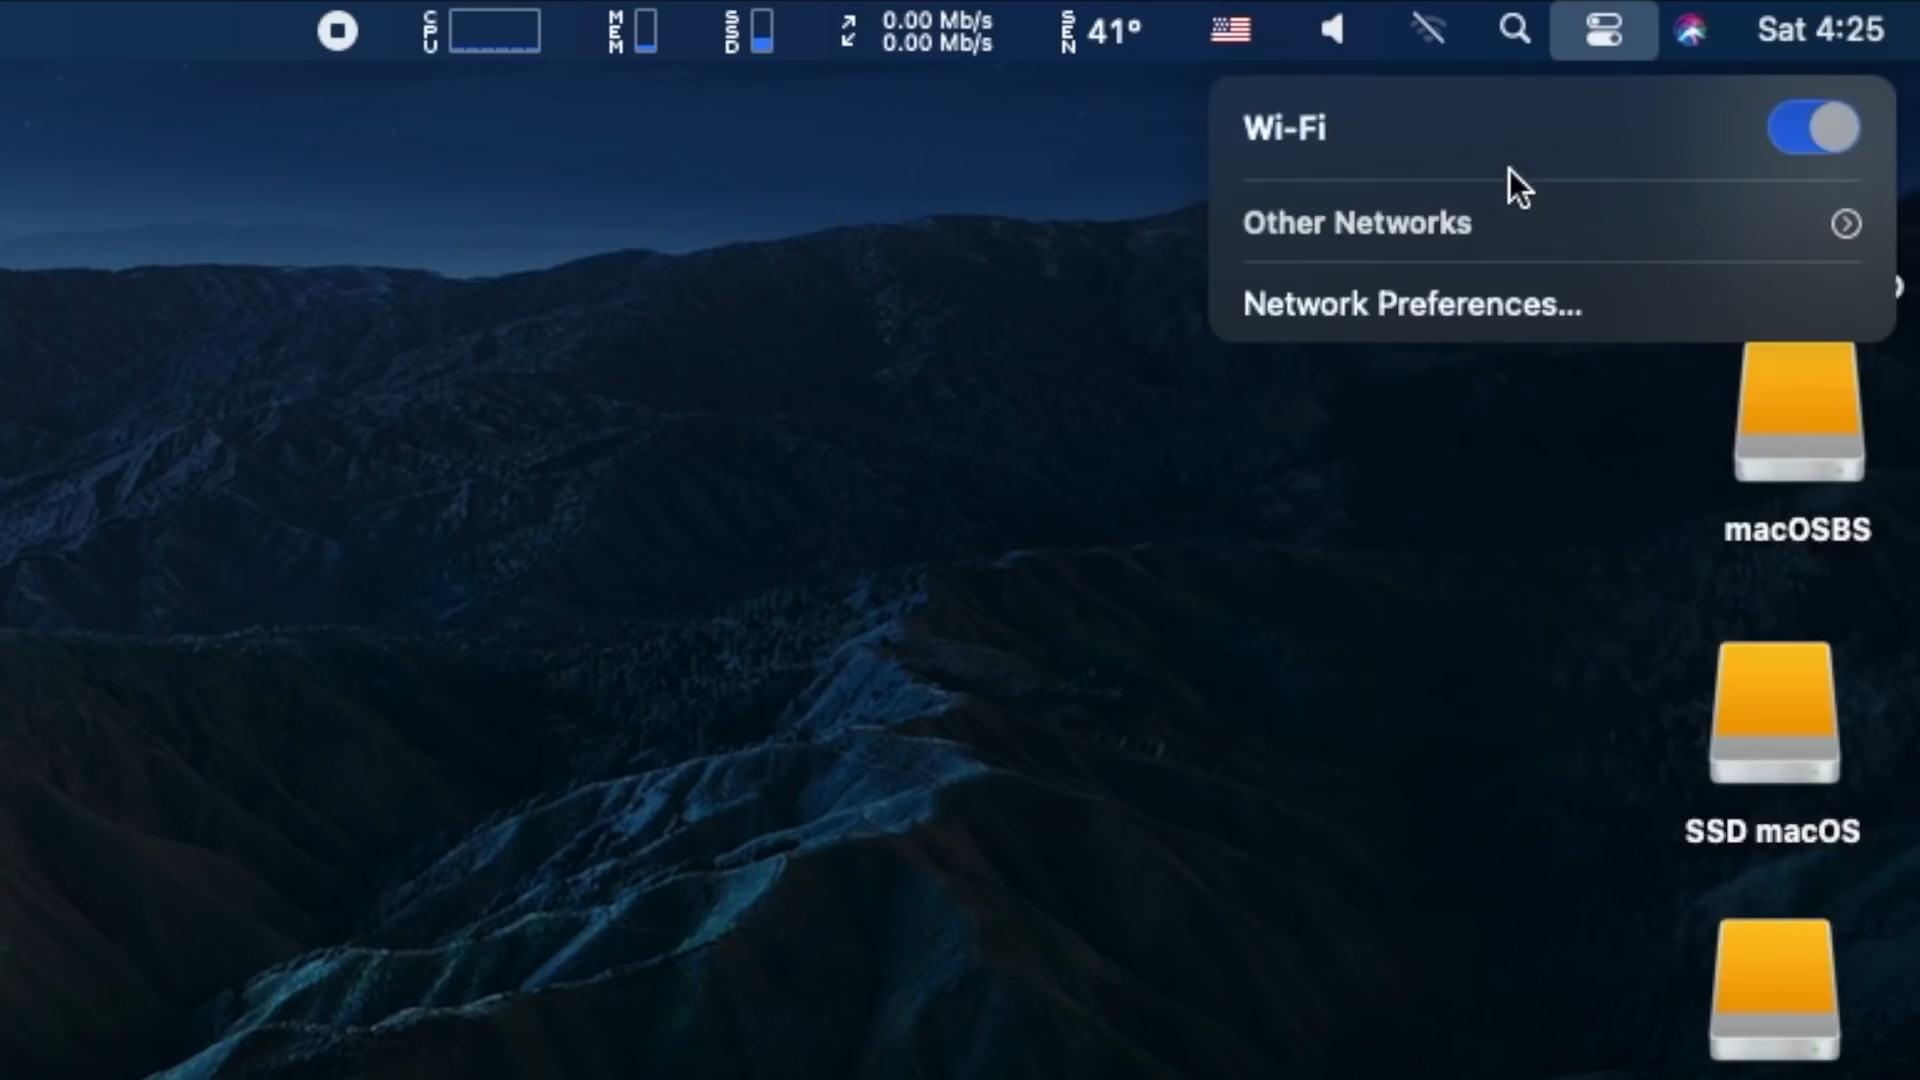 CPU
MEM
SSD
0.00 Mb/s
0.00 Mb/s
SEN
41°
Sat 4:25
Wi-Fi
Other Networks
Network Preferences...
macOSBS
SSD macOS